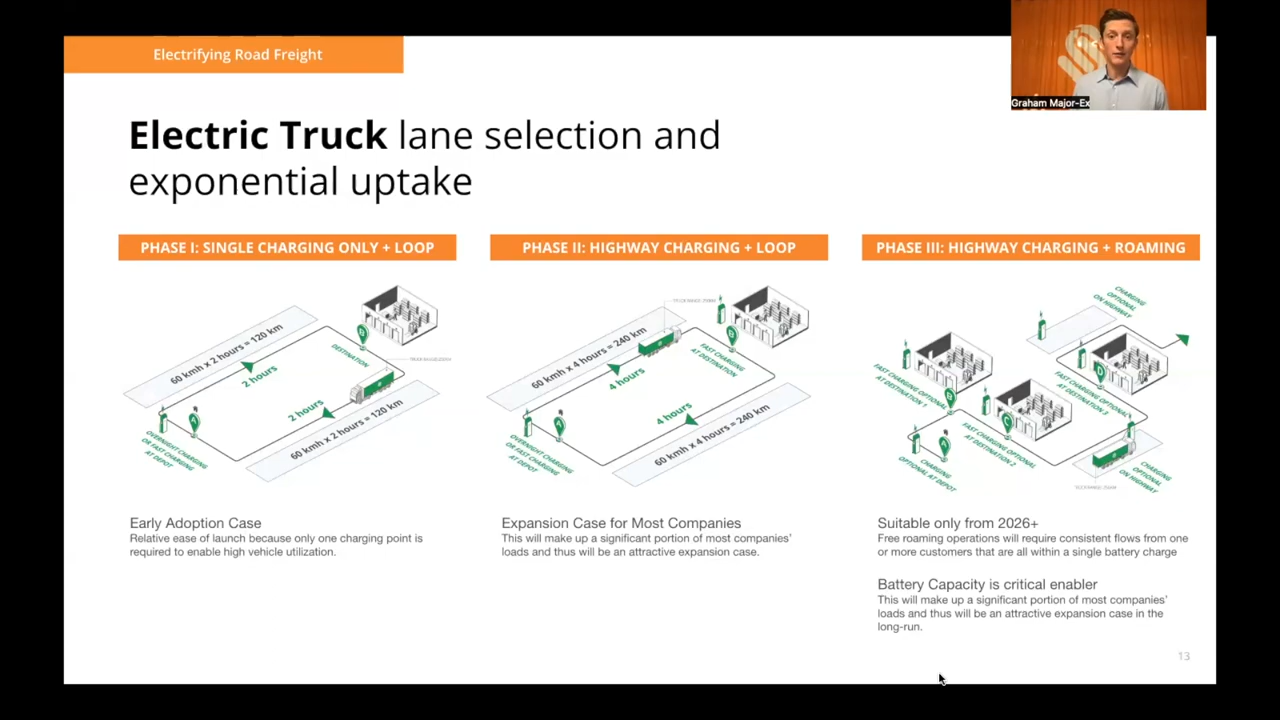 Electrifying Road Freight
Graham Major-Ex
Electric Truck lane selection and
exponential uptake
PHASE I: SINGLE CHARGING ONLY + LOOP
60 kmh x 2 hours = 120 km
2 hours
B
DESTINATION
2 hours
60 kmh x 2 hours = 120 km
A
OVERNIGHT CHARGING
OR FAST CHARGING
AT DEPOT
Early Adoption Case
Relative ease of launch because only one charging point is
required to enable high vehicle utilization.
PHASE II: HIGHWAY CHARGING + LOOP
60 kmh x 4 hours = 240 km
4 hours
B
FAST CHARGING
AT DESTINATION
4 hours
60 kmh x 4 hours = 240 km
A
OVERNIGHT CHARGING
OR FAST CHARGING
AT DEPOT
Expansion Case for Most Companies
This will make up a significant portion of most companies'
loads and thus will be an attractive expansion case.
PHASE III: HIGHWAY CHARGING + ROAMING
CHARGING
OPTIONAL
ON HIGHWAY
FAST CHARGING OPTIONAL
AT DESTINATION 1
B
D
FAST CHARGING OPTIONAL
AT DESTINATION 3
C
FAST CHARGING OPTIONAL
AT DESTINATION 2
A
CHARGING
OPTIONAL AT DEPOT
CHARGING
OPTIONAL
ON HIGHWAY
Suitable only from 2026+
Free roaming operations will require consistent flows from one
or more customers that are all within a single battery charge
Battery Capacity is critical enabler
This will make up a significant portion of most companies'
loads and thus will be an attractive expansion case in the
long-run.
13